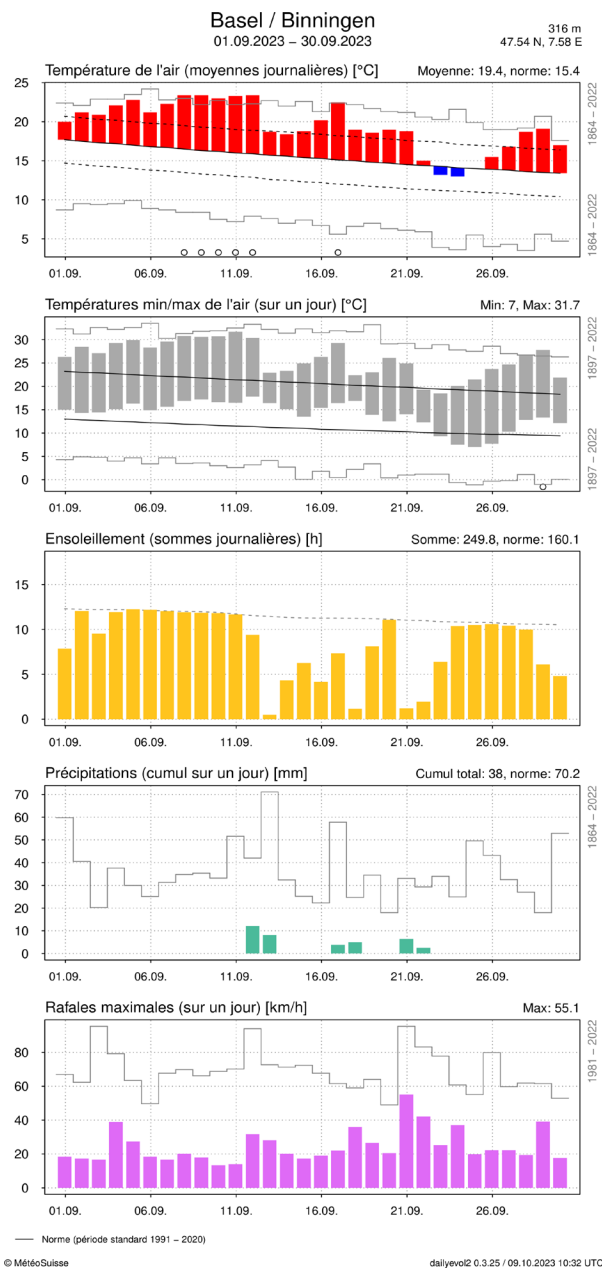 Basel / Binningen
01.09.2023 – 30.09.2023
316 m
47.54 N, 7.58 E
Température de l'air (moyennes journalières) [°C]
Moyenne: 19.4, norme: 15.4
25
20
15
10
5
1864 – 2022
1864 – 2022
01.09. 06.09. 11.09. 16.09. 21.09. 26.09.
Températures min/max de l'air (sur un jour) [°C]
Min: 7, Max: 31.7
30
25
20
15
10
5
0
1897 – 2022
1897 – 2022
01.09. 06.09. 11.09. 16.09. 21.09. 26.09.
Ensoleillement (sommes journalières) [h]
Somme: 249.8, norme: 160.1
15
10
5
0
01.09. 06.09. 11.09. 16.09. 21.09. 26.09.
Précipitations (cumul sur un jour) [mm]
Cumul total: 38, norme: 70.2
70
60
50
40
30
20
10
0
1864 – 2022
01.09. 06.09. 11.09. 16.09. 21.09. 26.09.
Rafales maximales (sur un jour) [km/h]
Max: 55.1
80
60
40
20
0
1981 – 2022
01.09. 06.09. 11.09. 16.09. 21.09. 26.09.
Norme (période standard 1991 – 2020)
© MétéoSuisse
dailyevol2 0.3.25 / 09.10.2023 10:32 UTC